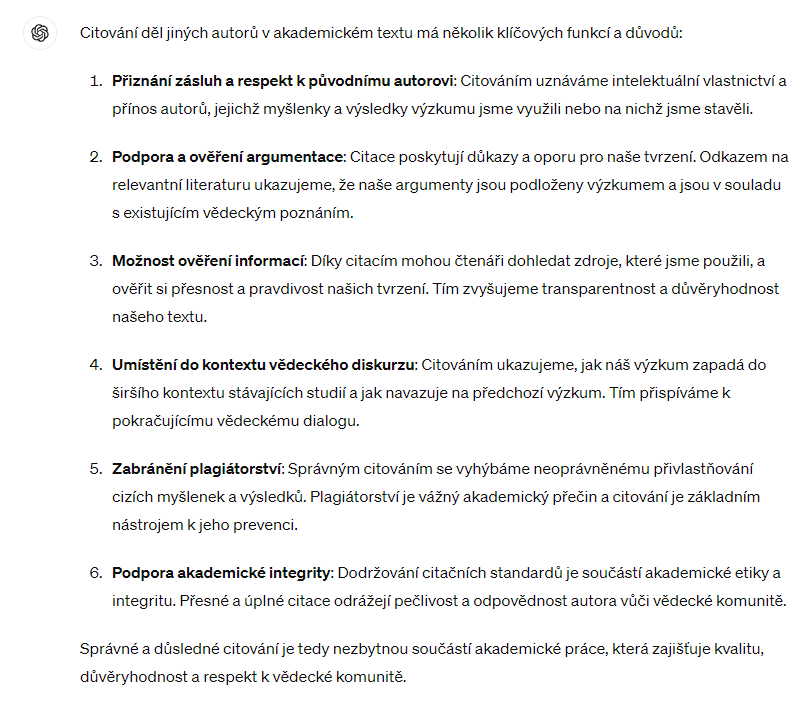 Citování děl jiných autorů v akademickém textu má několik klíčových funkcí a důvodů:
1. Přiznání zásluh a respekt k původnímu autorovi: Citováním uznáváme intelektuální vlastnictví a
přínos autorů, jejichž myšlenky a výsledky výzkumu jsme využili nebo na nichž jsme stavěli.
2. Podpora a ověření argumentace: Citace poskytují důkazy a oporu pro naše tvrzení. Odkazem na
relevantní literaturu ukazujeme, že naše argumenty jsou podloženy výzkumem a jsou v souladu
s existujícím vědeckým poznáním.
3. Možnost ověření informací: Díky citacím mohou čtenáři dohledat zdroje, které jsme použili, a
ověřit si přesnost a pravdivost našich tvrzení. Tím zvyšujeme transparentnost a důvěryhodnost
našeho textu.
4. Umístění do kontextu vědeckého diskurzu: Citováním ukazujeme, jak náš výzkum zapadá do
širšího kontextu stávajících studií a jak navazuje na předchozí výzkum. Tím přispíváme k
pokračujícímu vědeckému dialogu.
5. Zabránění plagiátorství: Správným citováním se vyhýbáme neoprávněnému přivlastňování
cizích myšlenek a výsledků. Plagiátorství je vážný akademický přečin a citování je základním
nástrojem k jeho prevenci.
6. Podpora akademické integrity: Dodržování citačních standardů je součástí akademické etiky a
integritu. Přesné a úplné citace odrážejí pečlivost a odpovědnost autora vůči vědecké komunitě.
Správné a důsledné citování je tedy nezbytnou součástí akademické práce, která zajišťuje kvalitu,
důvěryhodnost a respekt k vědecké komunitě.